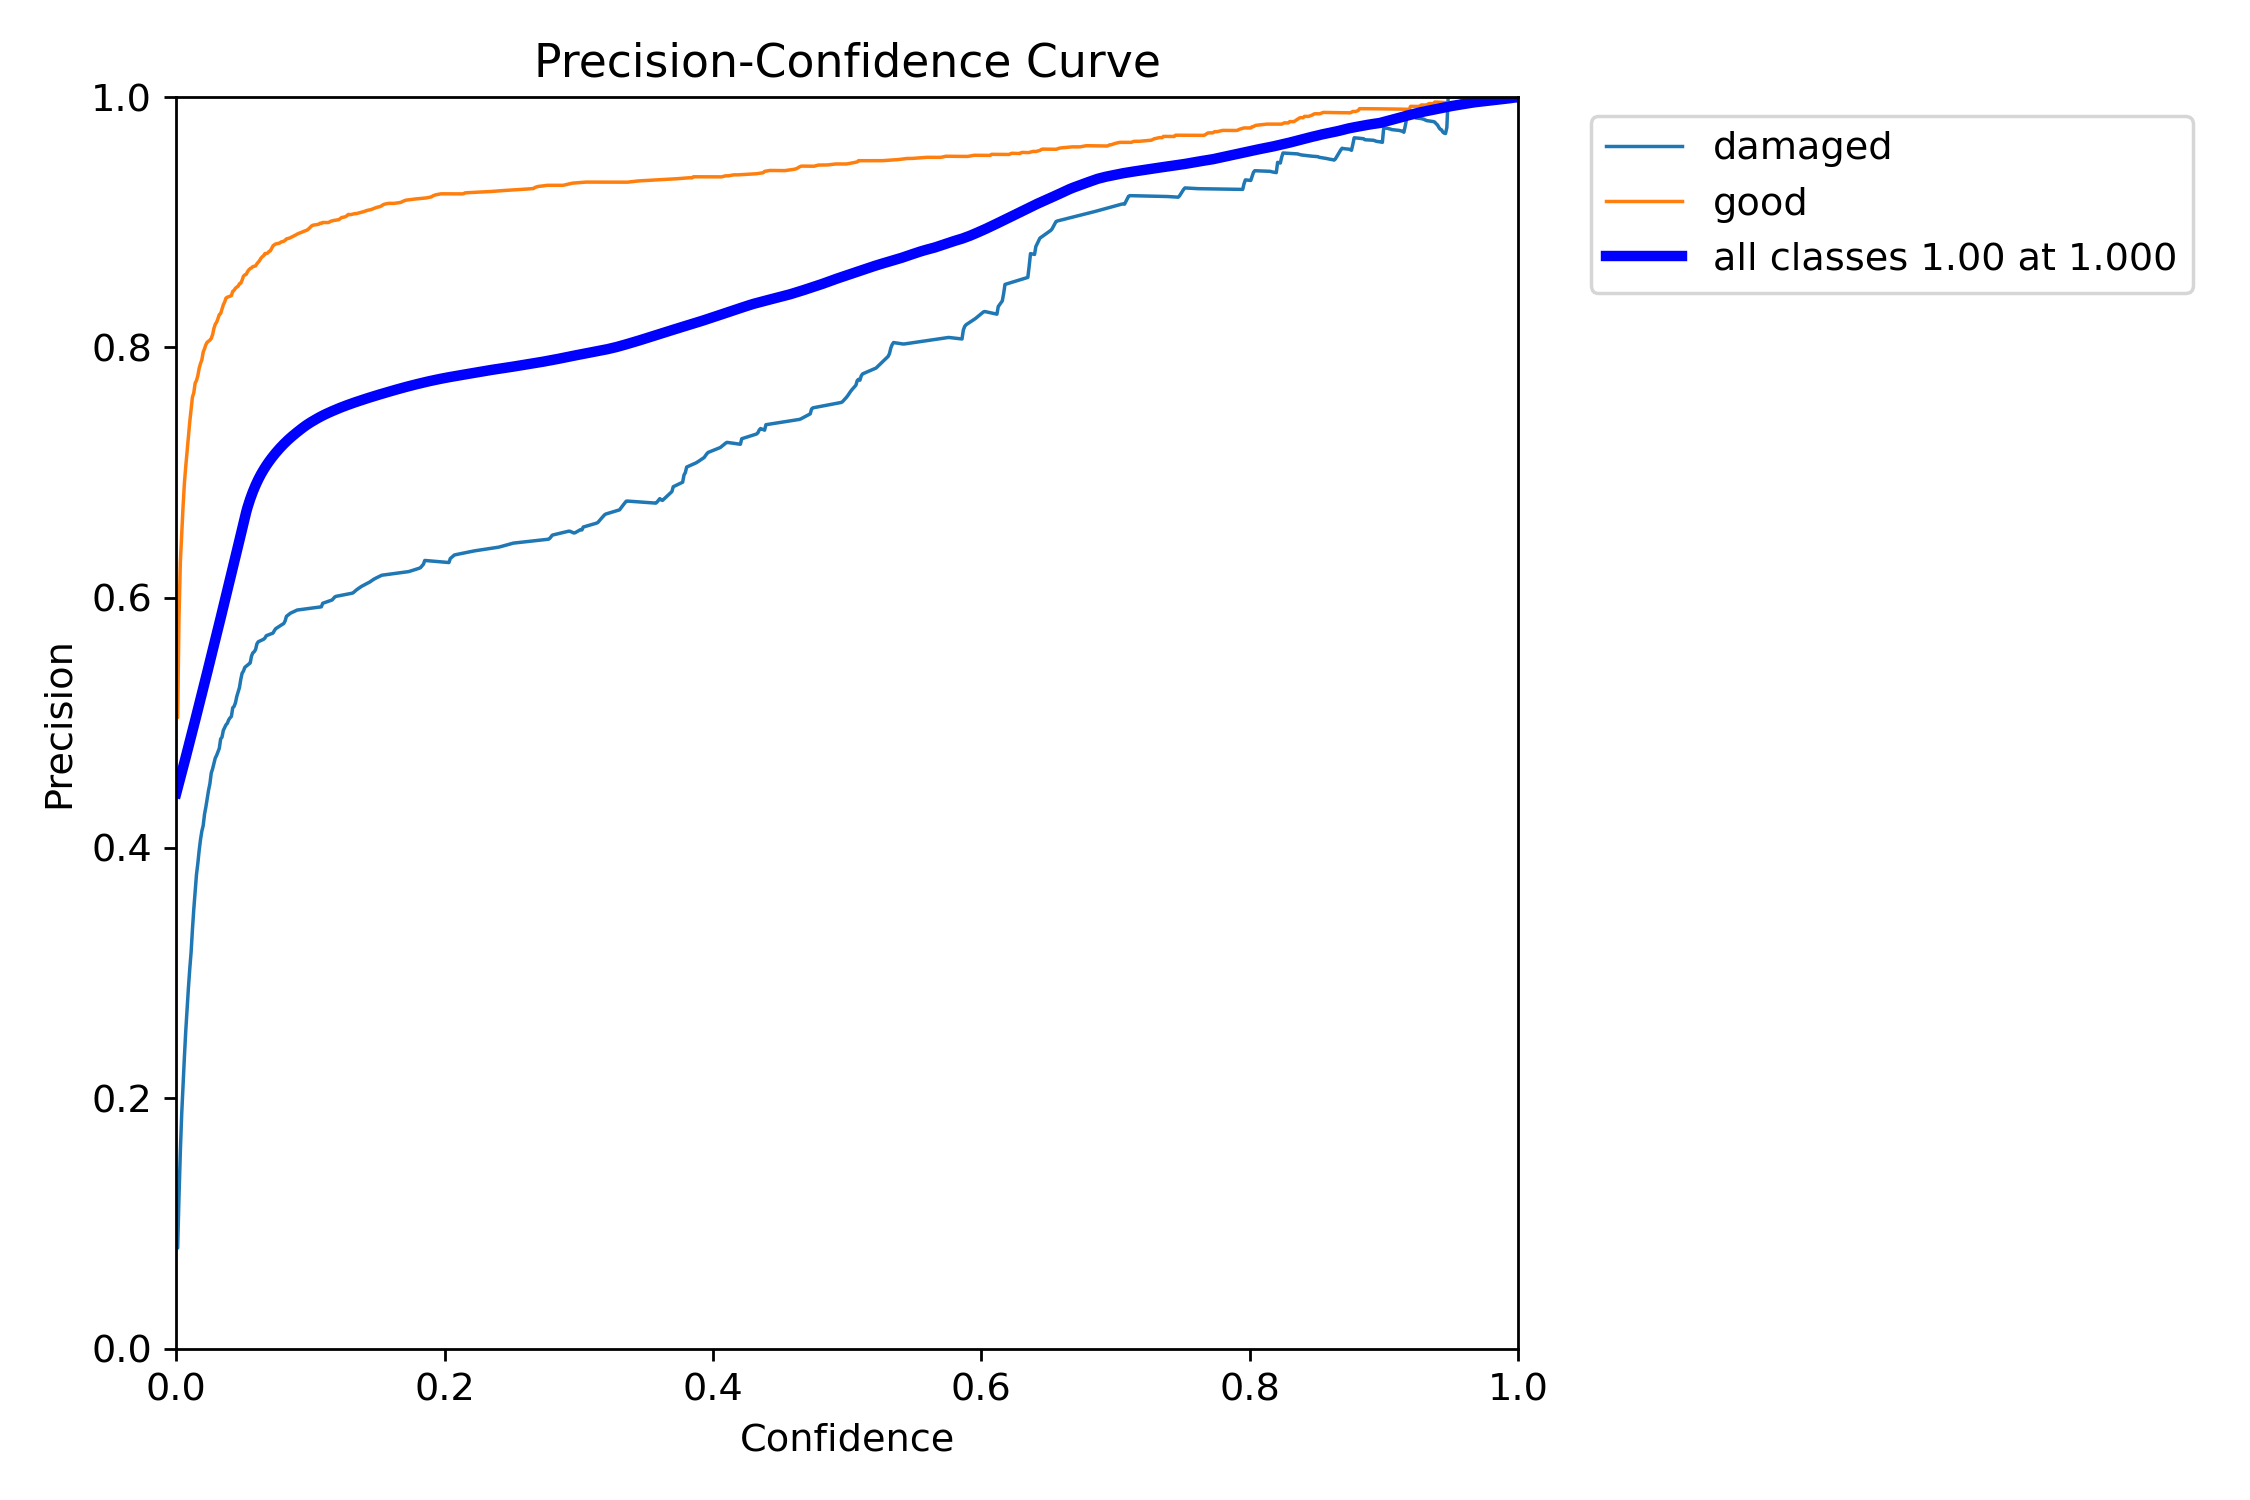 Precision-Confidence Curve
1.0
0.8
0.6
0.4
0.2
0.0
Precision
0.0 0.2 0.4 0.6 0.8 1.0
Confidence
damaged
good
all classes 1.00 at 1.000